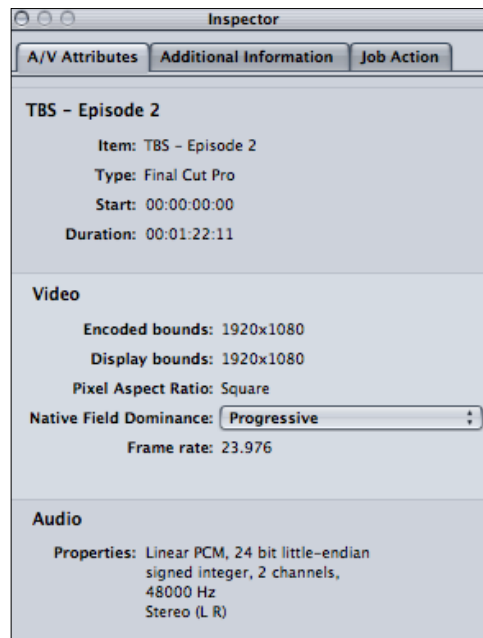 Inspector
A/V Attributes Additional Information Job Action
TBS – Episode 2
Item: TBS – Episode 2
Type: Final Cut Pro
Start: 00:00:00:00
Duration: 00:01:22:11
Video
Encoded bounds: 1920x1080
Display bounds: 1920x1080
Pixel Aspect Ratio: Square
Native Field Dominance: Progressive
Frame rate: 23.976
Audio
Properties: Linear PCM, 24 bit little-endian
signed integer, 2 channels,
48000 Hz
Stereo (L R)